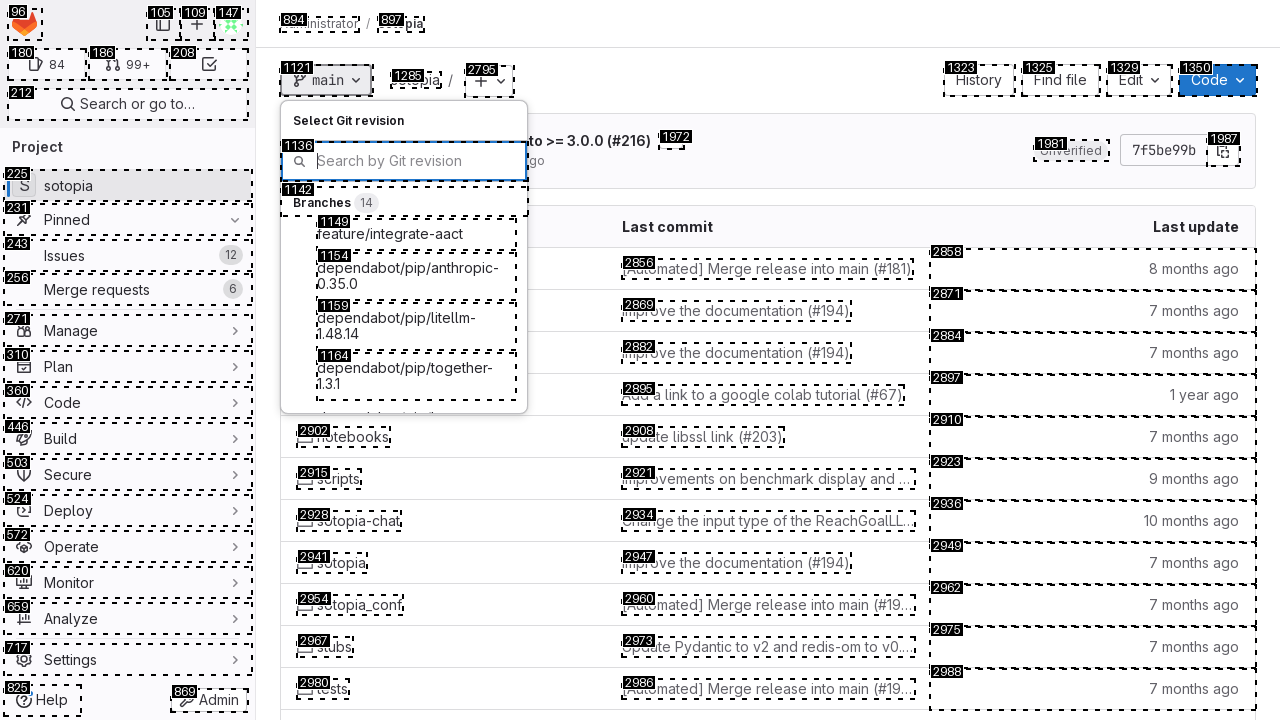 96
105
109
147
894
administrator
/
897
sotopia
180
84
186
99+
208
212
Search or go to…
1121
main
1285
sotopia
/
2795
1323
History
1325
Find file
1329
Edit
1350
Code
Project
Select Git revision
1136
Search by Git revision
to >= 3.0.0 (#216)
1972
go
1981
Unverified
7f5be99b
1987
225
S
sotopia
231
Pinned
243
Issues
12
256
Merge requests
6
271
Manage
310
Plan
360
Code
446
Build
503
Secure
524
Deploy
572
Operate
620
Monitor
659
Analyze
717
Settings
825
Help
869
Admin
1142
Branches 14
1149
feature/integrate-aact
1154
dependabot/pip/anthropic-
0.35.0
1159
dependabot/pip/litellm-
1.48.14
1164
dependabot/pip/together-
1.3.1
Last commit
Last update
2856
[Automated] Merge release into main (#181)
2858
8 months ago
2869
Improve the documentation (#194)
2871
7 months ago
2882
Improve the documentation (#194)
2884
7 months ago
2895
Add a link to a google colab tutorial (#67)
2897
1 year ago
2902
notebooks
2908
update libssl link (#203)
2910
7 months ago
2915
scripts
2921
Improvements on benchmark display and …
2923
9 months ago
2928
sotopia-chat
2934
Change the input type of the ReachGoalLL…
2936
10 months ago
2941
sotopia
2947
Improve the documentation (#194)
2949
7 months ago
2954
sotopia_conf
2960
[Automated] Merge release into main (#19…
2962
7 months ago
2967
stubs
2973
Update Pydantic to v2 and redis-om to v0.…
2975
7 months ago
2980
tests
2986
[Automated] Merge release into main (#19…
2988
7 months ago